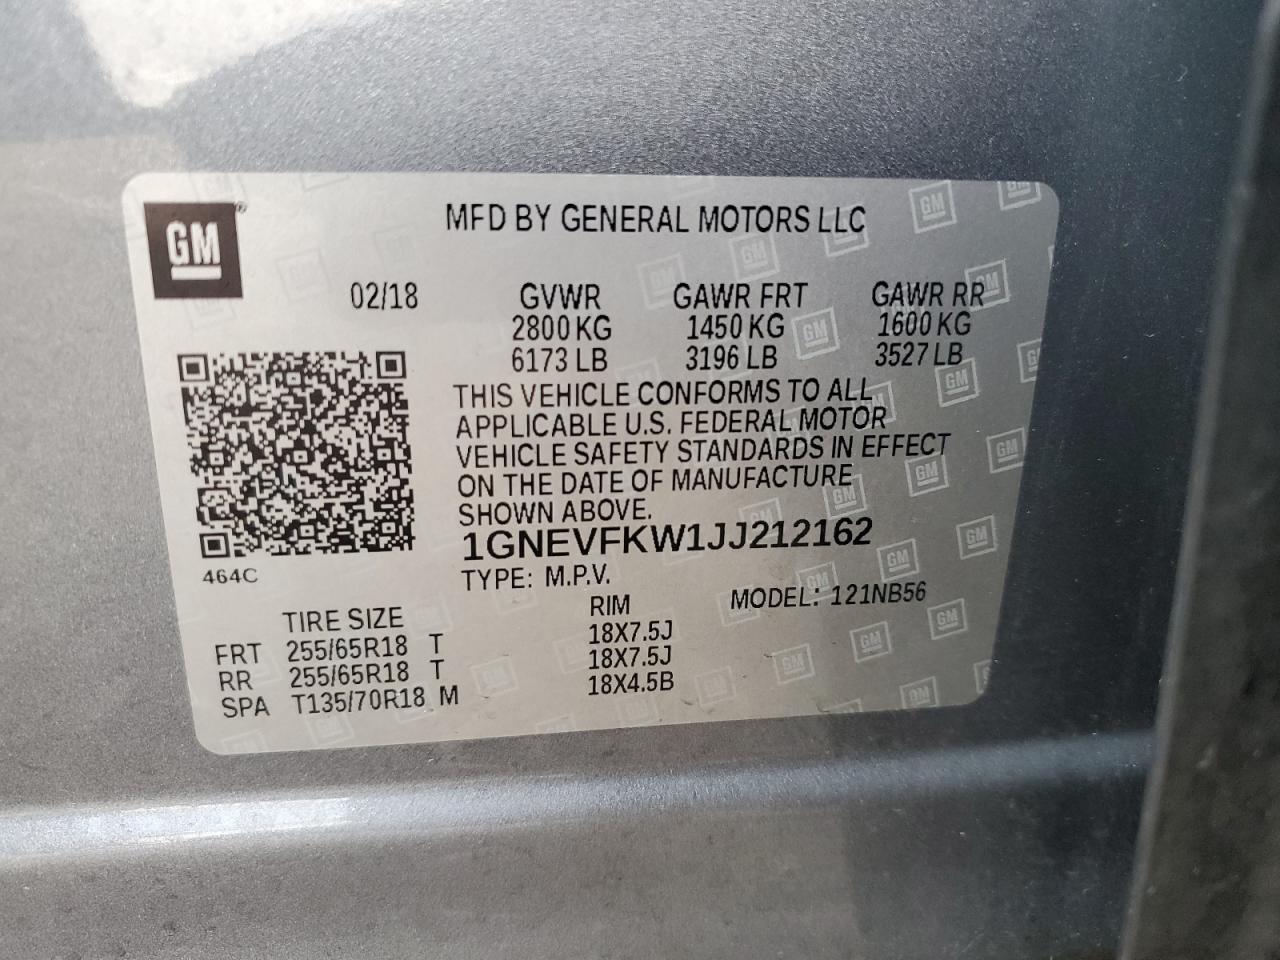 GM®
MFD BY GENERAL MOTORS LLC
02/18 GVWR GAWR FRT GAWR RR
2800 KG 1450 KG 1600 KG
6173 LB 3196 LB 3527 LB
THIS VEHICLE CONFORMS TO ALL
APPLICABLE U.S. FEDERAL MOTOR
VEHICLE SAFETY STANDARDS IN EFFECT
ON THE DATE OF MANUFACTURE
SHOWN ABOVE.
1GNEVFKW1JJ212162
464C
TYPE: M.P.V. MODEL: 121NB56
TIRE SIZE RIM
FRT 255/65R18 T 18X7.5J
RR 255/65R18 T 18X7.5J
SPA T135/70R18 M 18X4.5B